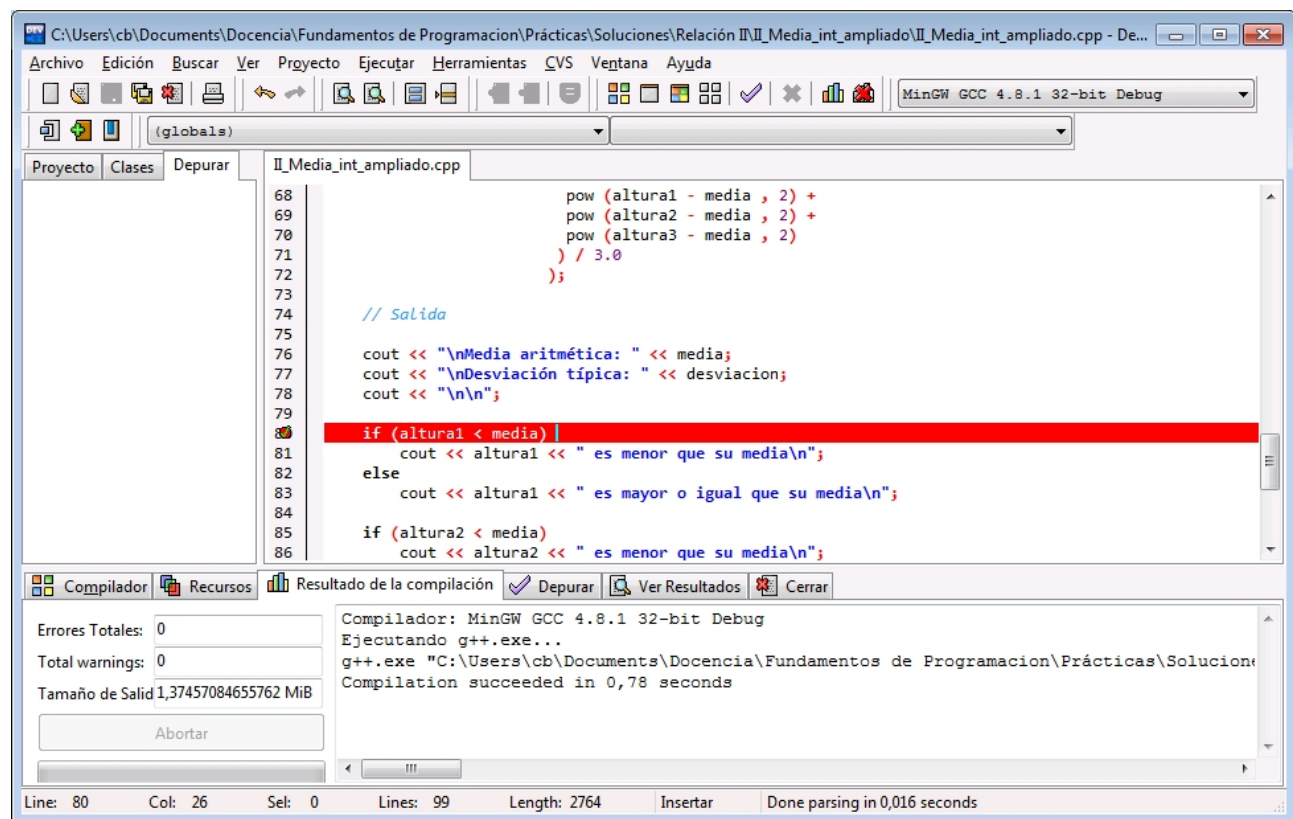 C:\Users\cb\Documents\Docencia\Fundamentos de Programacion\Prácticas\Soluciones\Relación II\II_Media_int_ampliado\II_Media_int_ampliado.cpp - De...
Archivo Edición Buscar Ver Proyecto Ejecutar Herramientas CVS Ventana Ayuda
MinGW GCC 4.8.1 32-bit Debug
(globals)
Proyecto Clases Depurar II_Media_int_ampliado.cpp
68 pow (altura1 - media , 2) +
69 pow (altura2 - media , 2) +
70 pow (altura3 - media , 2)
71 ) / 3.0
72 );
73
74 // Salida
75
76 cout << "\nMedia aritmética: " << media;
77 cout << "\nDesviación típica: " << desviacion;
78 cout << "\n\n";
79
if (altura1 < media)
81 cout << altura1 << " es menor que su media\n";
82 else
83 cout << altura1 << " es mayor o igual que su media\n";
84
85 if (altura2 < media)
86 cout << altura2 << " es menor que su media\n";
Compilador Recursos Resultado de la compilación Depurar Ver Resultados Cerrar
Errores Totales: 0
Total warnings: 0
Tamaño de Salid 1,37457084655762 MiB
Abortar
Compilador: MinGW GCC 4.8.1 32-bit Debug
Ejecutando g++.exe...
g++.exe "C:\Users\cb\Documents\Docencia\Fundamentos de Programacion\Prácticas\Solucione
Compilation succeeded in 0,78 seconds
Line: 80 Col: 26 Sel: 0 Lines: 99 Length: 2764 Insertar Done parsing in 0,016 seconds